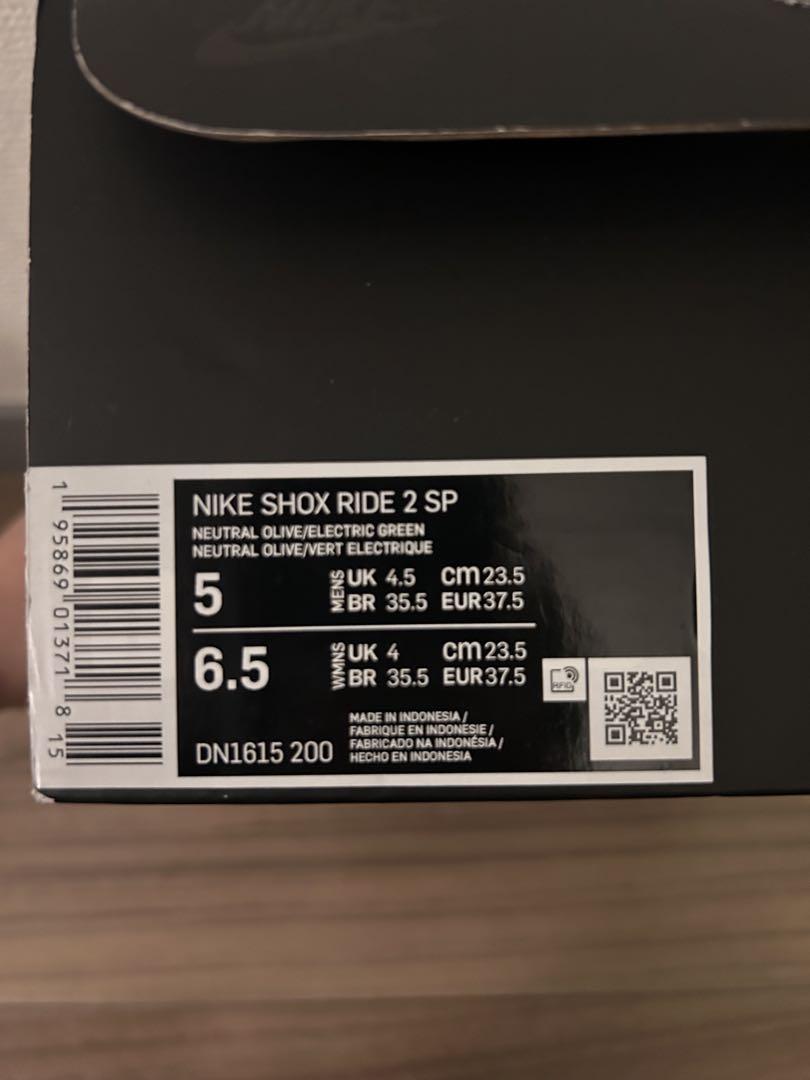 NIKE
NIKE SHOX RIDE 2 SP
NEUTRAL OLIVE/ELECTRIC GREEN
NEUTRAL OLIVE/VERT ELECTRIQUE
5 MENS UK 4.5 cm 23.5
BR 35.5 EUR 37.5
6.5 WMNS UK 4 cm 23.5
BR 35.5 EUR 37.5
DN1615 200
MADE IN INDONESIA /
FABRIQUE EN INDONESIE /
FABRICADO NA INDONÉSIA /
HECHO EN INDONESIA
RFID
1 95869 01371 8 15